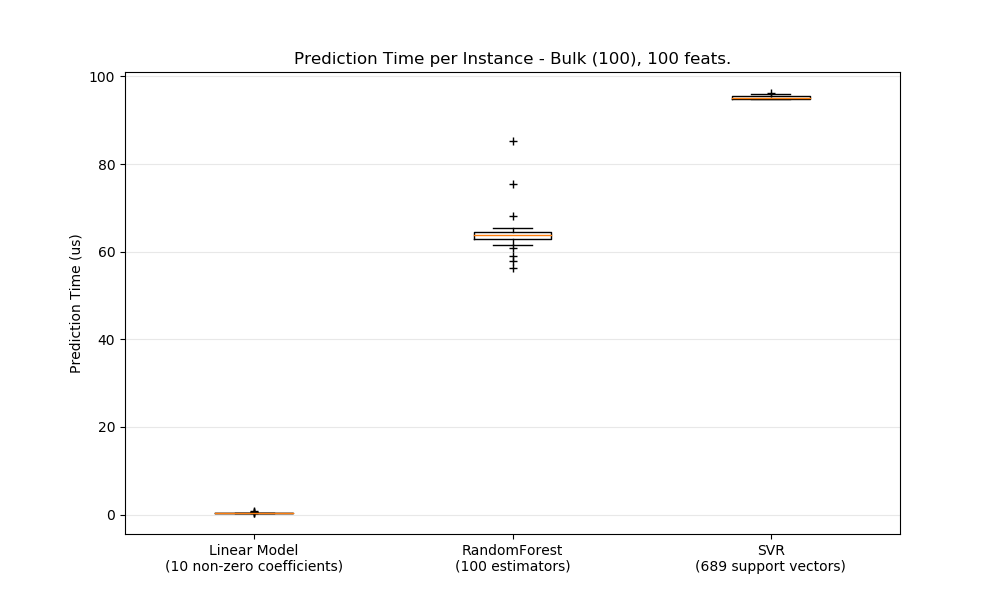 Prediction Time per Instance - Bulk (100), 100 feats.
100
80
60
40
20
0
Prediction Time (us)
Linear Model
(10 non-zero coefficients)
RandomForest
(100 estimators)
SVR
(689 support vectors)